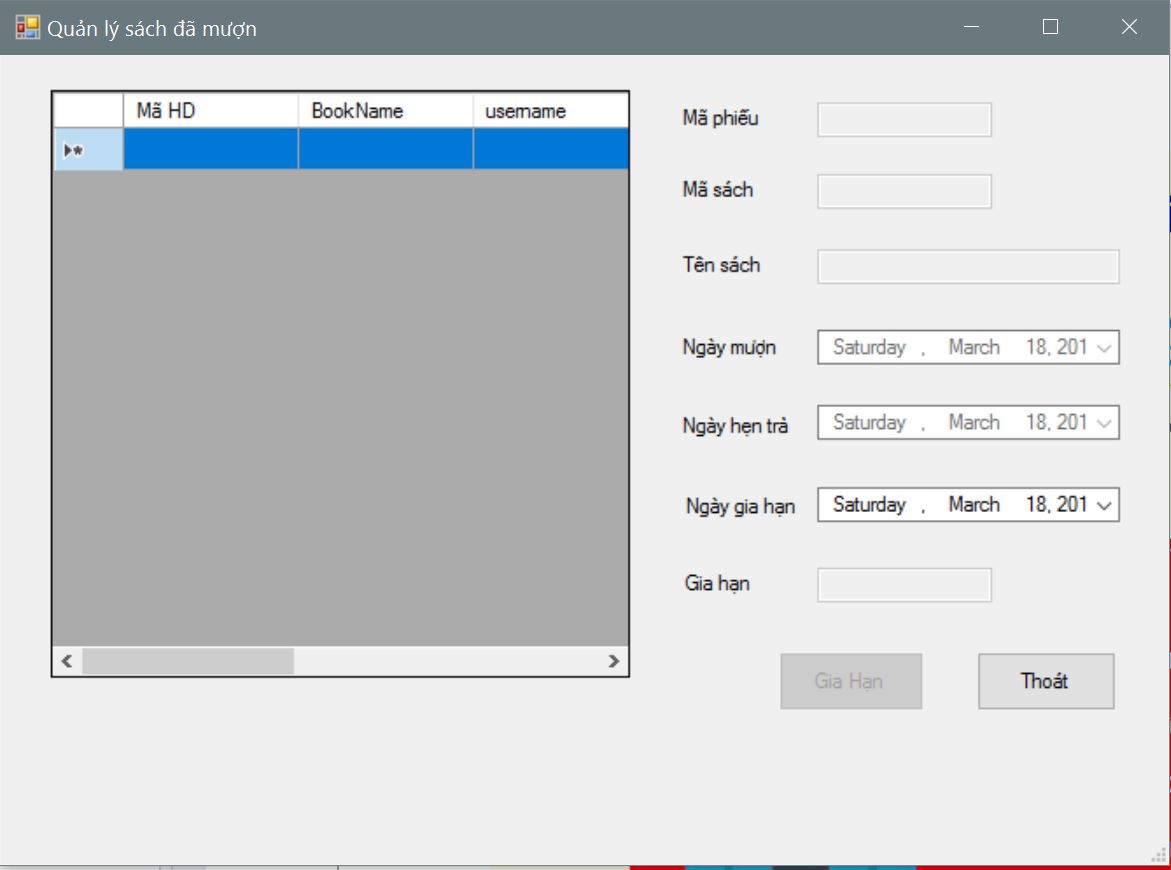 Quản lý sách đã mượn
Mã HD BookName username
Mã phiếu
Mã sách
Tên sách
Ngày mượn Saturday , March 18, 201
Ngày hẹn trả Saturday , March 18, 201
Ngày gia hạn Saturday , March 18, 201
Gia hạn
Gia Hạn Thoát